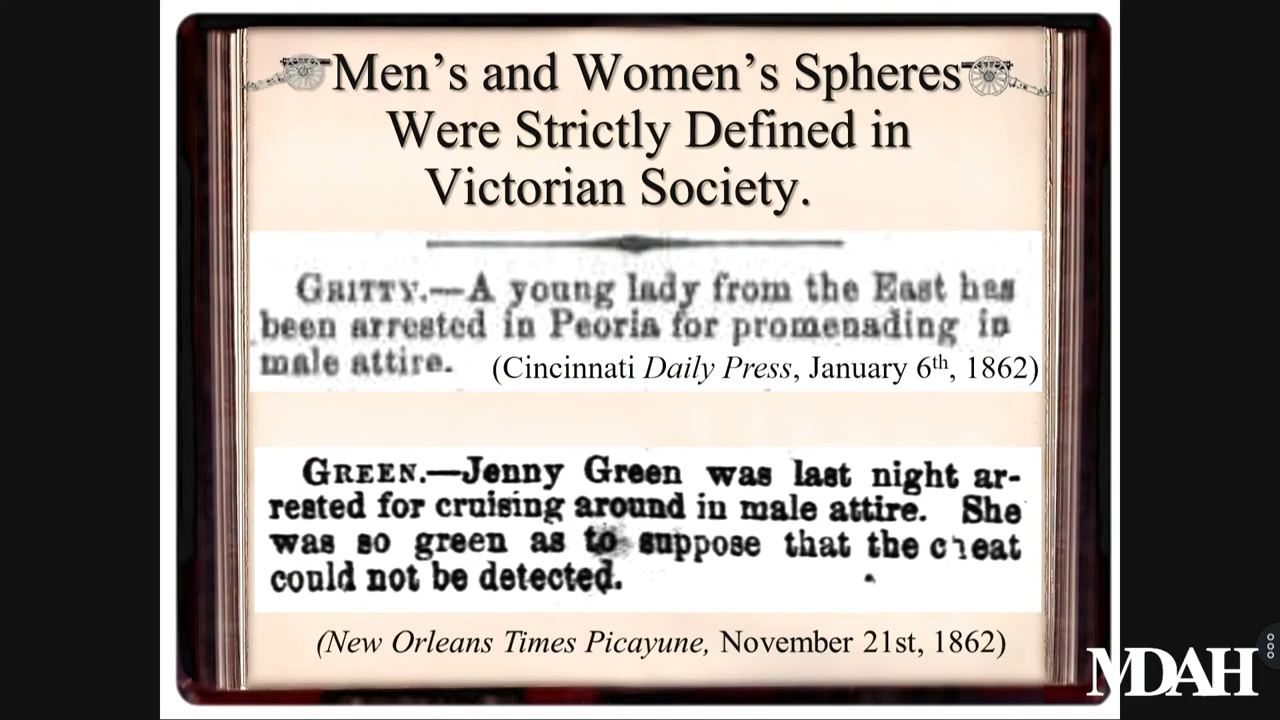 Men's and Women's Spheres
Were Strictly Defined in
Victorian Society.
GRITTY.—A young lady from the East has
been arrested in Peoria for promenading in
male attire. (Cincinnati Daily Press, January 6th, 1862)
GREEN.—Jenny Green was last night ar-
rested for cruising around in male attire. She
was so green as to suppose that the cheat
could not be detected.
(New Orleans Times Picayune, November 21st, 1862)
MDAH